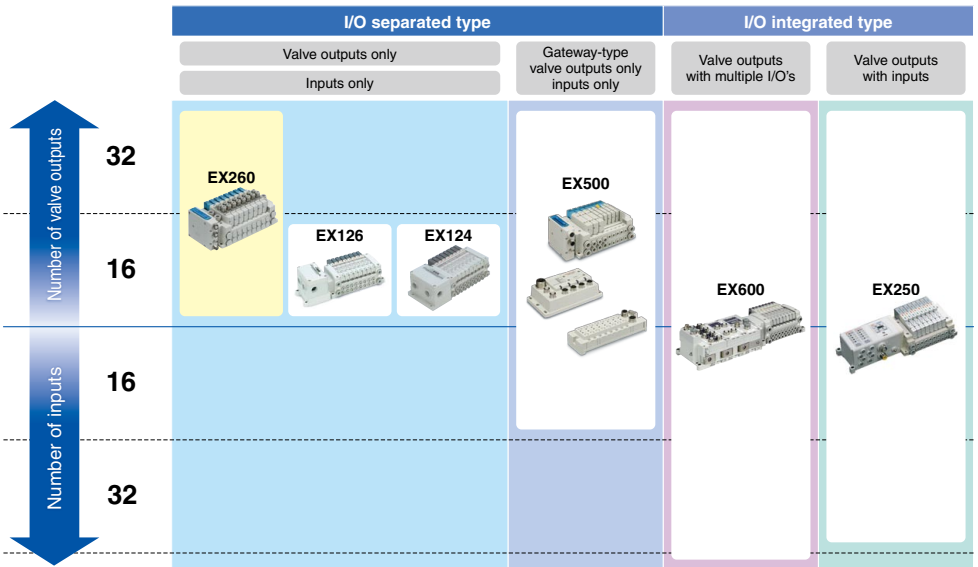 I/O separated type
I/O integrated type
Valve outputs only
Inputs only
Gateway-type
valve outputs only
inputs only
Valve outputs
with multiple I/O's
Valve outputs
with inputs
Number of valve outputs
32
16
EX260
EX126
EX124
EX500
EX600
EX250
Number of inputs
16
32